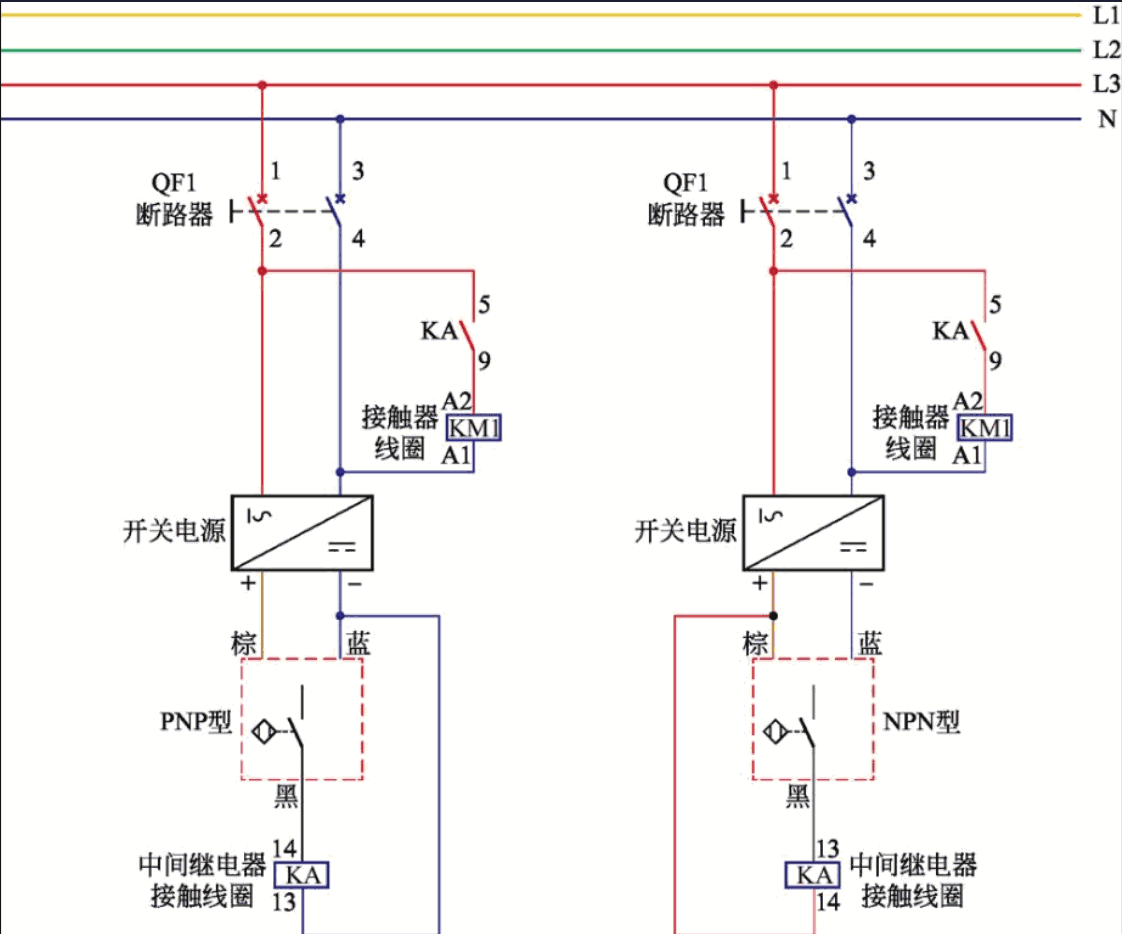 L1
L2
L3
N
QF1
断路器
1
3
2
4
5
KA
9
A2
接触器
线圈
KM1
A1
开关电源
+
−
棕
蓝
PNP型
黑
14
中间继电器
接触线圈
KA
13
QF1
断路器
1
3
2
4
5
KA
9
A2
接触器
线圈
KM1
A1
开关电源
+
−
棕
蓝
NPN型
黑
13
KA
中间继电器
接触线圈
14